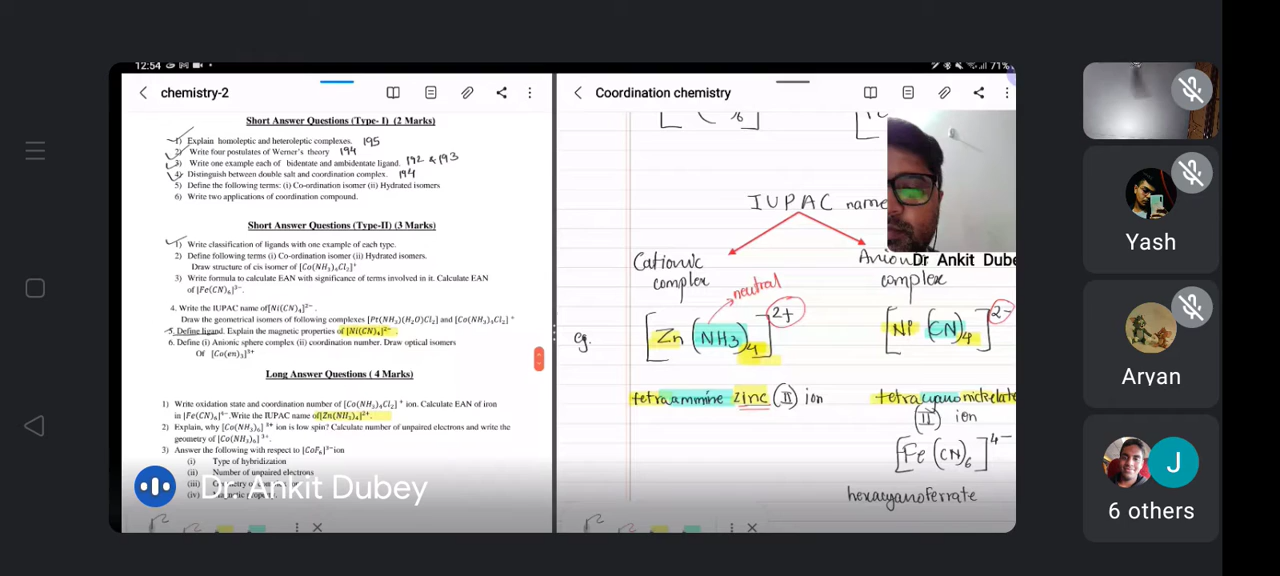 12:54
71%
chemistry-2
Short Answer Questions (Type- I) (2 Marks)
1) Explain homoleptic and heteroleptic complexes. 195
2) Write four postulates of Werner's theory 194
3) Write one example each of bidentate and ambidentate ligand. 192 & 193
4) Distinguish between double salt and coordination complex. 194
5) Define the following terms: (i) Co-ordination isomer (ii) Hydrated isomers
6) Write two applications of coordination compound.
Short Answer Questions (Type-II) (3 Marks)
1) Write classification of ligands with one example of each type.
2) Define following terms (i) Co-ordination isomer (ii) Hydrated isomers.
Draw structure of cis isomer of [Co(NH₃)₄Cl₂]⁺
3) Write formula to calculate EAN with significance of terms involved in it. Calculate EAN
of [Fe(CN)₆]³⁻.
4. Write the IUPAC name of[Ni(CN)₄]²⁻.
Draw the geometrical isomers of following complexes [Pt(NH₃)(H₂O)Cl₂] and [Co(NH₃)₄Cl₂]⁺
5. Define ligand. Explain the magnetic properties of [Ni(CN)₄]²⁻.
6. Define (i) Anionic sphere complex (ii) coordination number. Draw optical isomers
Of [Co(en)₃]³⁺
Long Answer Questions ( 4 Marks)
1) Write oxidation state and coordination number of [Co(NH₃)₄Cl₂]⁺ ion. Calculate EAN of iron
in [Fe(CN)₆]⁴⁻.Write the IUPAC name of[Zn(NH₃)₄]²⁺.
2) Explain, why [Co(NH₃)₆]³⁺ ion is low spin? Calculate number of unpaired electrons and write the
geometry of [Co(NH₃)₆]³⁺.
3) Answer the following with respect to [CoF₆]³⁻ion
(i) Type of hybridization
(ii) Number of unpaired electrons
(iii)
(iv)
Dr Ankit Dubey
Coordination chemistry
IUPAC name
Cationic
complex
neutral
complex
Dr Ankit Dube
eg.
[Zn(NH3)4]2+
[NP(CN)4]2-
tetraammine zinc (II) ion
tetracyanonickelate
(II) ion
[Fe(CN)6]4-
hexacyanoferrate
Yash
Aryan
J
6 others